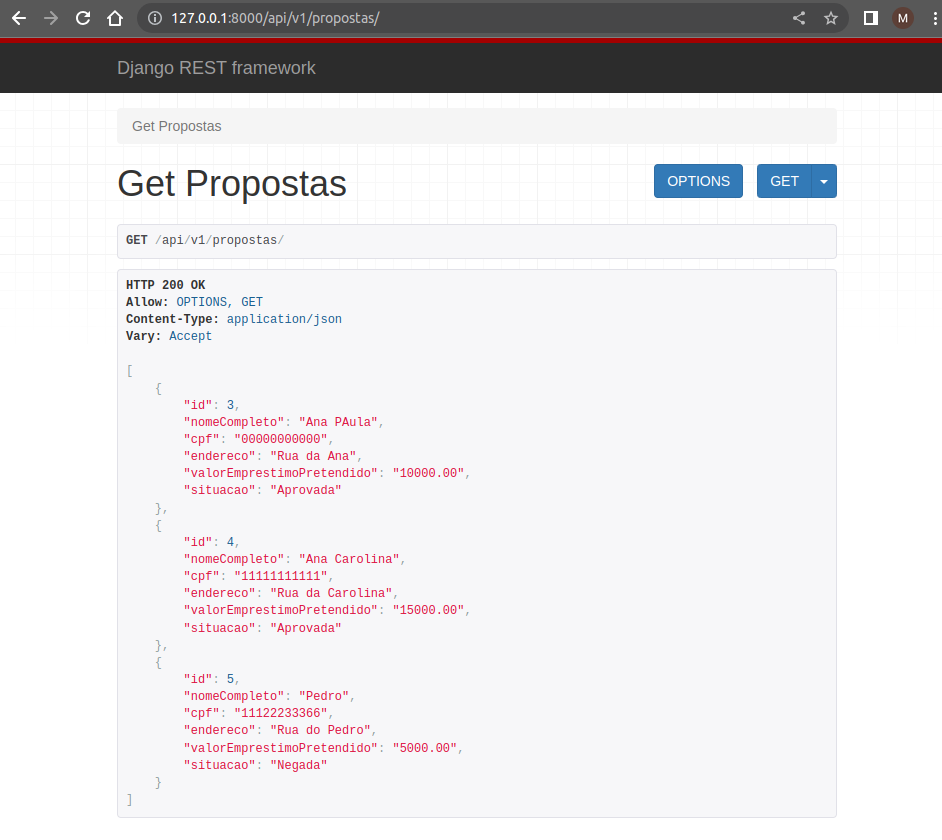 127.0.0.1:8000/api/v1/propostas/
M
Django REST framework
Get Propostas
Get Propostas
OPTIONS
GET
GET /api/v1/propostas/
HTTP 200 OK
Allow: OPTIONS, GET
Content-Type: application/json
Vary: Accept
[
    {
        "id": 3,
        "nomeCompleto": "Ana PAula",
        "cpf": "00000000000",
        "endereco": "Rua da Ana",
        "valorEmprestimoPretendido": "10000.00",
        "situacao": "Aprovada"
    },
    {
        "id": 4,
        "nomeCompleto": "Ana Carolina",
        "cpf": "11111111111",
        "endereco": "Rua da Carolina",
        "valorEmprestimoPretendido": "15000.00",
        "situacao": "Aprovada"
    },
    {
        "id": 5,
        "nomeCompleto": "Pedro",
        "cpf": "11122233366",
        "endereco": "Rua do Pedro",
        "valorEmprestimoPretendido": "5000.00",
        "situacao": "Negada"
    }
]